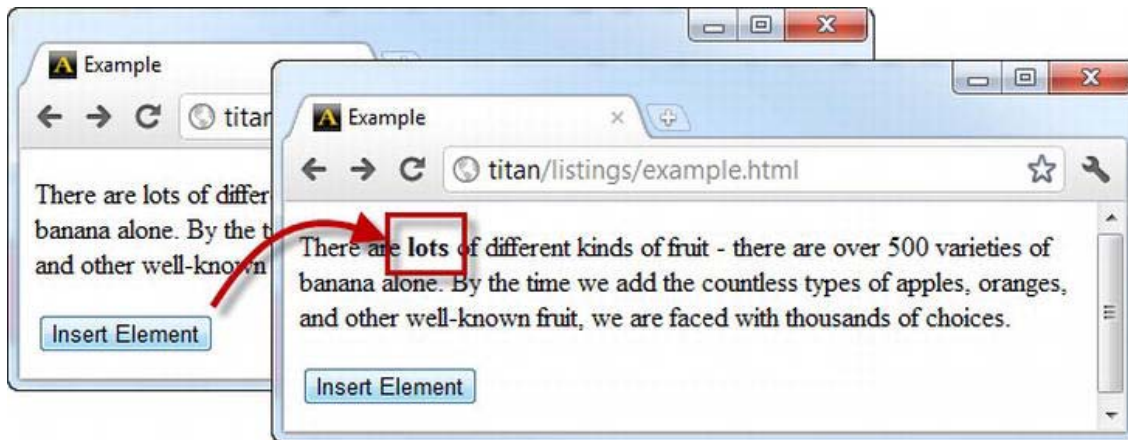 Example
titar
There are lots of differ
banana alone. By the t
and other well-known
Insert Element
Example
titan/listings/example.html
There are lots of different kinds of fruit - there are over 500 varieties of
banana alone. By the time we add the countless types of apples, oranges,
and other well-known fruit, we are faced with thousands of choices.
Insert Element